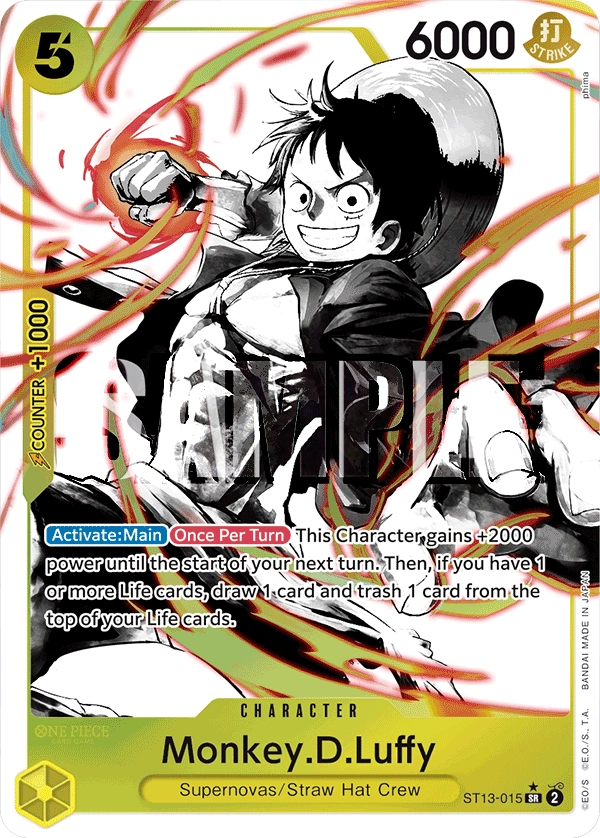 5
6000
打
STRIKE
phima
COUNTER +1000
SAMPLE
Activate:Main Once Per Turn This Character gains +2000
power until the start of your next turn. Then, if you have 1
or more Life cards, draw 1 card and trash 1 card from the
top of your Life cards.
CHARACTER
ONE PIECE
CARD GAME
Monkey.D.Luffy
Supernovas/Straw Hat Crew
ST13-015 ★ SR 2
©E/S ©E.O./S., T.A. BANDAI MADE IN JAPAN